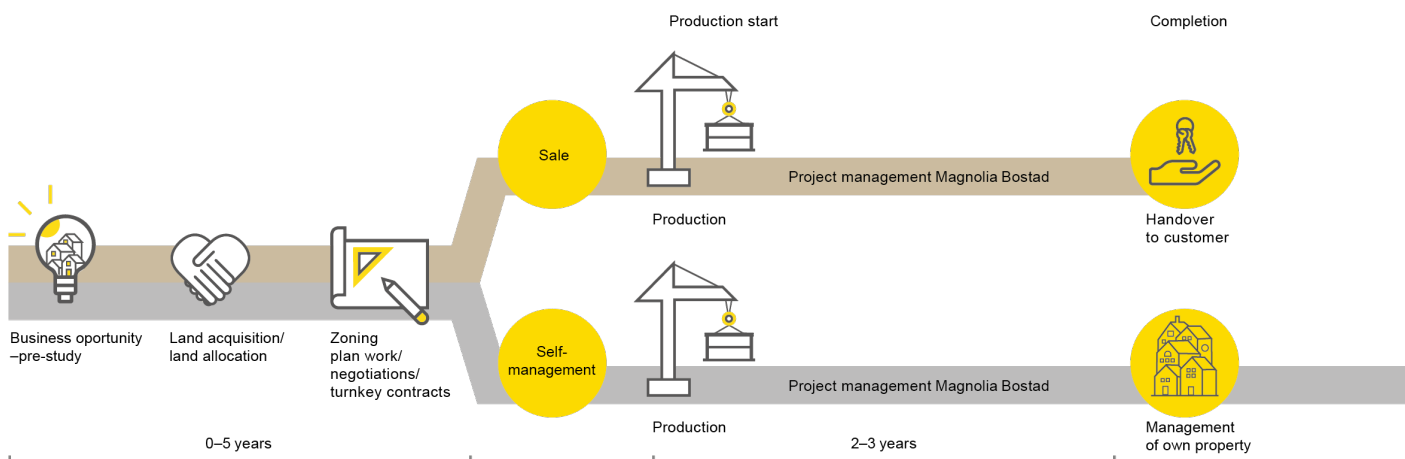 Production start
Completion
Sale
Project management Magnolia Bostad
Production
Handover
to customer
Business oportunity
–pre-study
Land acquisition/
land allocation
Zoning
plan work/
negotiations/
turnkey contracts
Self-
management
Project management Magnolia Bostad
Production
Management
of own property
0–5 years
2–3 years